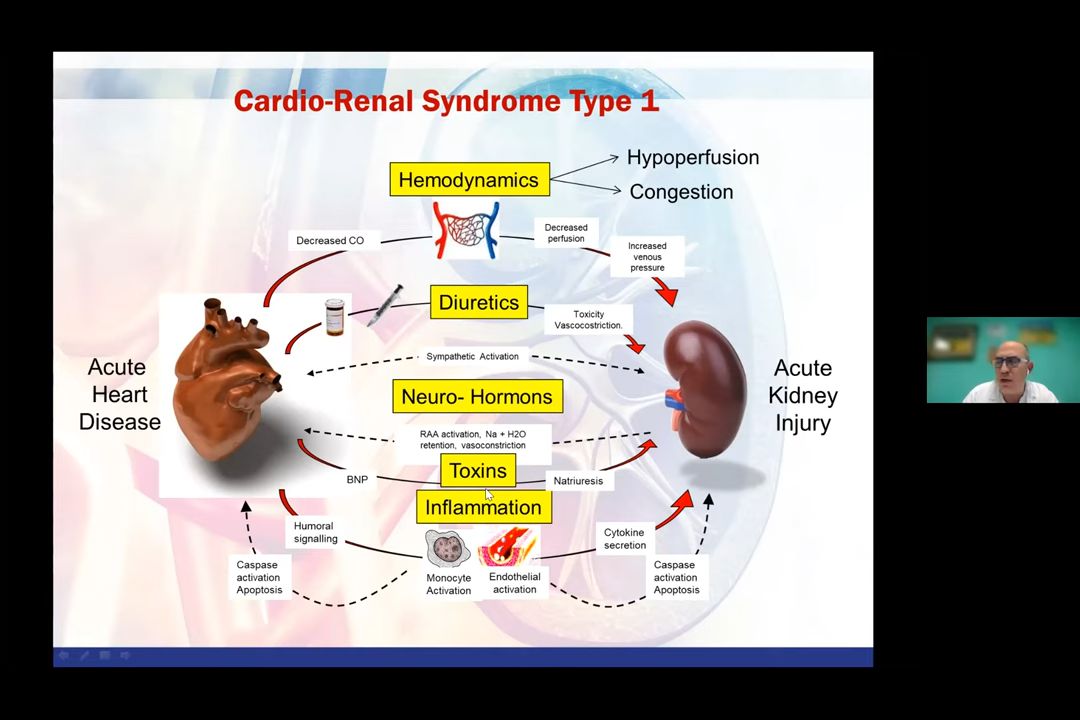 Cardio-Renal Syndrome Type 1
Hypoperfusion
Hemodynamics
Congestion
Decreased
perfusion
Decreased CO
Increased
venous
pressure
Diuretics
Toxicity
Vascocostriction.
Sympathetic Activation
Acute
Heart
Disease
Acute
Kidney
Injury
Neuro- Hormons
RAA activation, Na + H2O
retention, vasoconstriction
Toxins
BNP
Natriuresis
Inflammation
Humoral
signalling
Cytokine
secretion
Caspase
activation
Apoptosis
Monocyte
Activation
Endothelial
activation
Caspase
activation
Apoptosis